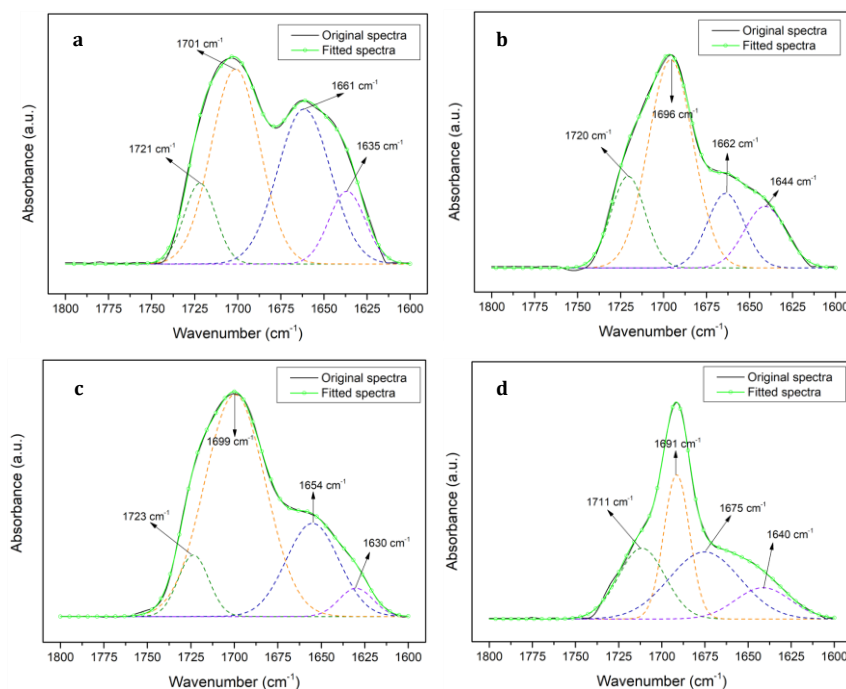 a
Original spectra
Fitted spectra
1701 cm⁻¹
1661 cm⁻¹
1721 cm⁻¹
1635 cm⁻¹
Absorbance (a.u.)
1800 1775 1750 1725 1700 1675 1650 1625 1600
Wavenumber (cm⁻¹)
b
Original spectra
Fitted spectra
1696 cm⁻¹
1720 cm⁻¹
1662 cm⁻¹
1644 cm⁻¹
Absorbance (a.u.)
1800 1775 1750 1725 1700 1675 1650 1625 1600
Wavenumber (cm⁻¹)
c
Original spectra
Fitted spectra
1699 cm⁻¹
1654 cm⁻¹
1723 cm⁻¹
1630 cm⁻¹
Absorbance (a.u.)
1800 1775 1750 1725 1700 1675 1650 1625 1600
Wavenumber (cm⁻¹)
d
Original spectra
Fitted spectra
1691 cm⁻¹
1711 cm⁻¹
1675 cm⁻¹
1640 cm⁻¹
Absorbance (a.u.)
1800 1775 1750 1725 1700 1675 1650 1625 1600
Wavenumber (cm⁻¹)